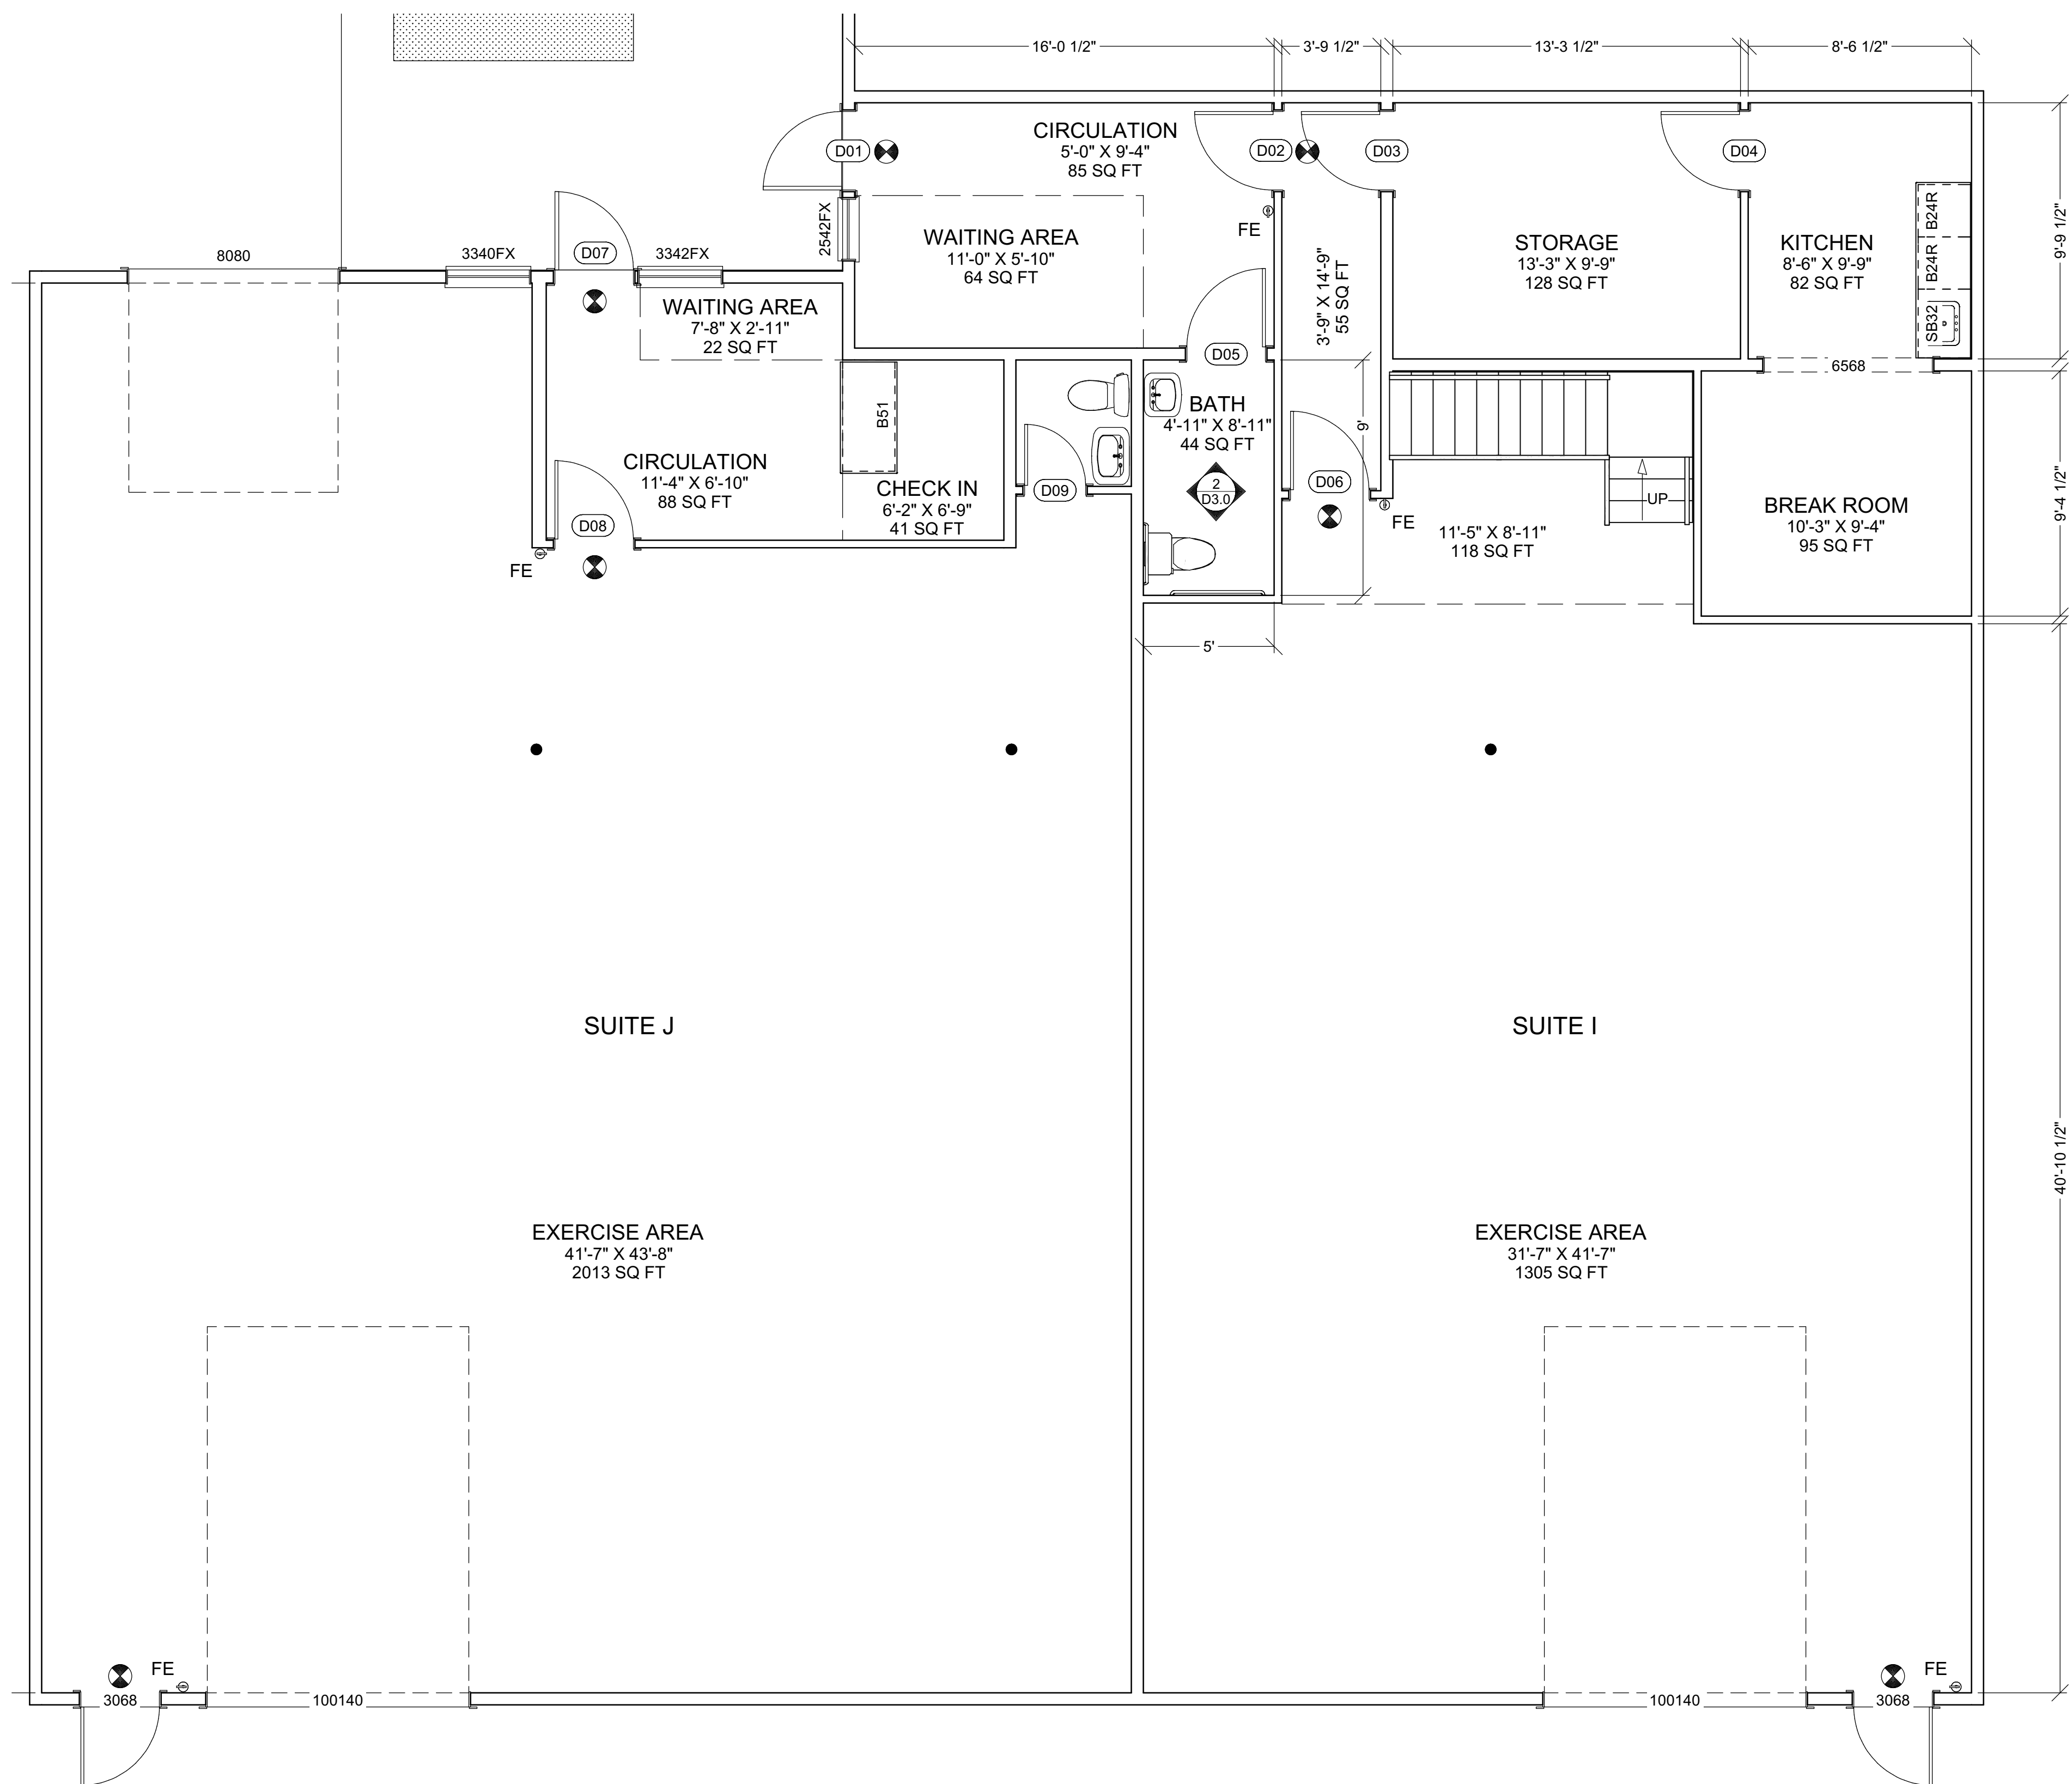 16'-0 1/2"
3'-9 1/2"
13'-3 1/2"
8'-6 1/2"
CIRCULATION
5'-0" X 9'-4"
85 SQ FT
D01
D02
D03
D04
9'-9 1/2"
2542FX
FE
WAITING AREA
11'-0" X 5'-10"
64 SQ FT
3'-9" X 14'-9"
55 SQ FT
STORAGE
13'-3" X 9'-9"
128 SQ FT
KITCHEN
8'-6" X 9'-9"
82 SQ FT
B24R
B24R
SB32
8080
3340FX
D07
3342FX
WAITING AREA
7'-8" X 2'-11"
22 SQ FT
D05
6568
B51
BATH
4'-11" X 8'-11"
44 SQ FT
9'
CIRCULATION
11'-4" X 6'-10"
88 SQ FT
CHECK IN
6'-2" X 6'-9"
41 SQ FT
D09
2
D3.0
D06
FE
UP
11'-5" X 8'-11"
118 SQ FT
BREAK ROOM
10'-3" X 9'-4"
95 SQ FT
9'-4 1/2"
D08
FE
5'
SUITE J
SUITE I
40'-10 1/2"
EXERCISE AREA
41'-7" X 43'-8"
2013 SQ FT
EXERCISE AREA
31'-7" X 41'-7"
1305 SQ FT
FE
3068
100140
100140
3068
FE